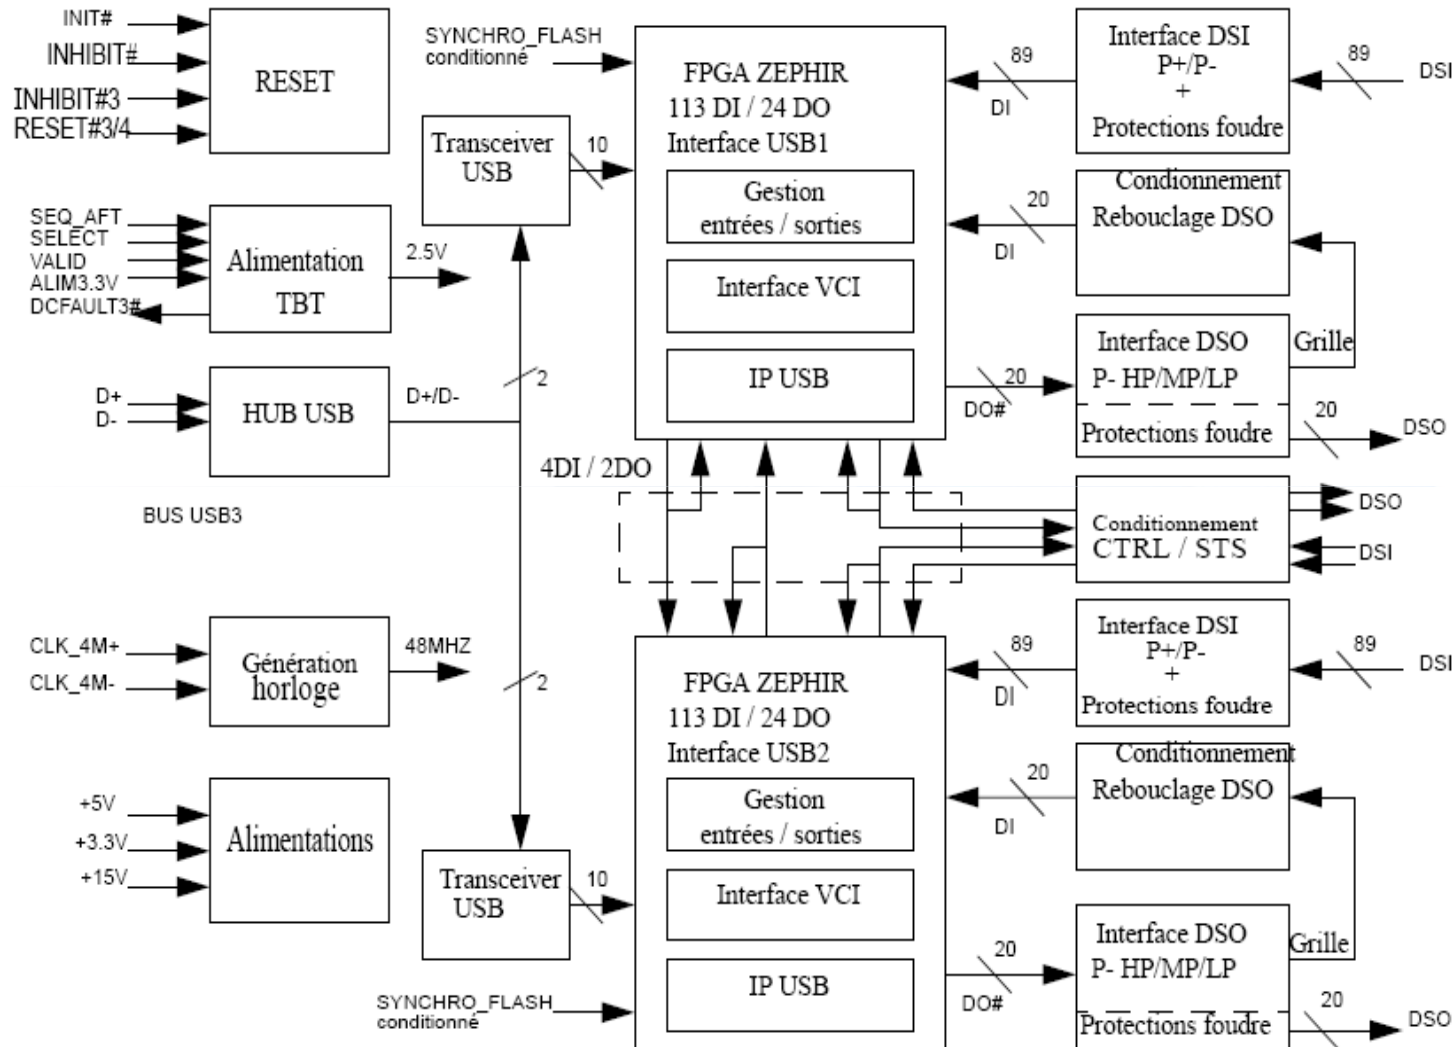 INIT#
INHIBIT#
INHIBIT#3
RESET#3/4
RESET
SEQ_AFT
SELECT
VALID
ALIM3.3V
DCFAULT3#
Alimentation
TBT
2.5V
D+
D-
HUB USB
D+/D-
BUS USB3
CLK_4M+
CLK_4M-
Génération
horloge
48MHZ
+5V
+3.3V
+15V
Alimentations
SYNCHRO_FLASH
conditionné
Transceiver
USB
10
2
2
Transceiver
USB
10
SYNCHRO_FLASH
conditionné
FPGA ZEPHIR
113 DI / 24 DO
Interface USB1
Gestion
entrées / sorties
Interface VCI
IP USB
4DI / 2DO
FPGA ZEPHIR
113 DI / 24 DO
Interface USB2
Gestion
entrées / sorties
Interface VCI
IP USB
89
DI
Interface DSI
P+/P-
+
Protections foudre
89
DSI
20
DI
Condionnement
Rebouclage DSO
20
DO#
Interface DSO
P- HP/MP/LP
Protections foudre
Grille
20
DSO
Conditionnement
CTRL / STS
DSO
DSI
89
DI
Interface DSI
P+/P-
+
Protections foudre
89
DSI
20
DI
Conditionnement
Rebouclage DSO
20
DO#
Interface DSO
P- HP/MP/LP
Protections foudre
Grille
20
DSO